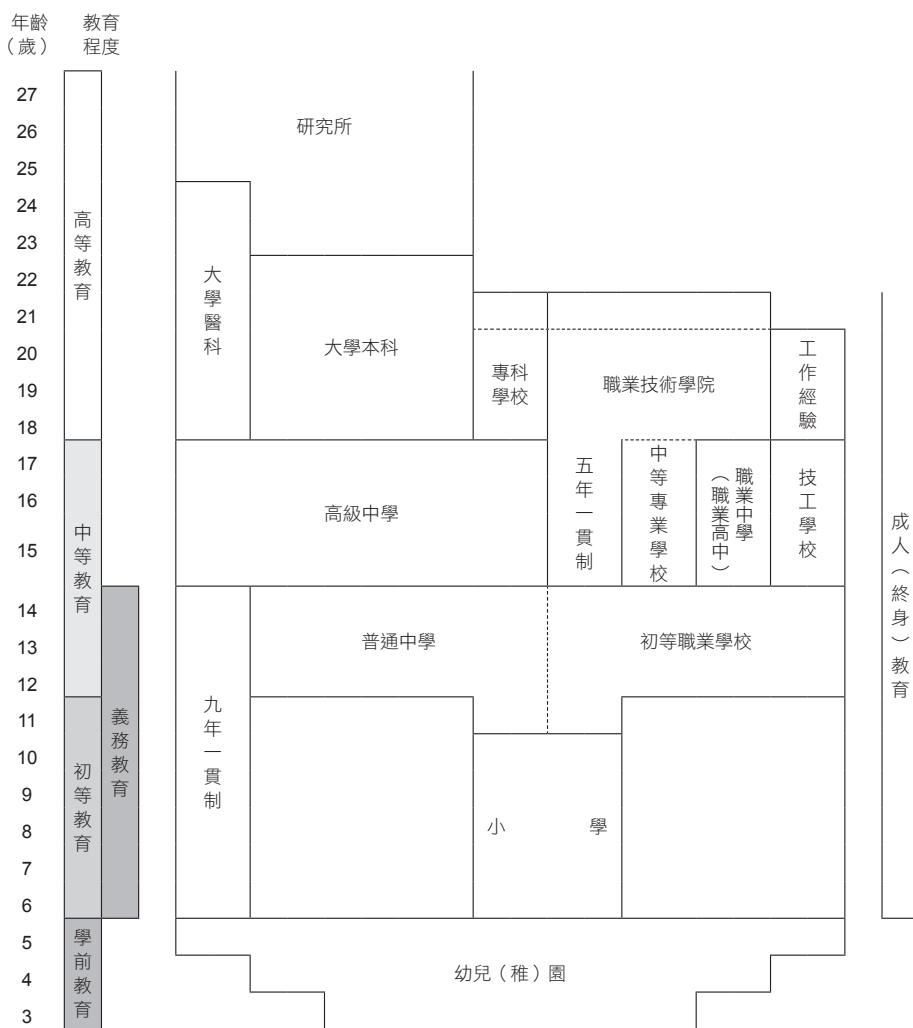 年齡
（歲）
教育
程度
27
26
25
24
23
22
21
20
19
18
17
16
15
14
13
12
11
10
9
8
7
6
5
4
3
高等教育
中等教育
初等教育
學前教育
義務教育
研究所
大學醫科
大學本科
專科
學校
職業技術學院
工作經驗
高級中學
五年一貫制
中等專業學校
職業中學
（職業高中）
技工學校
九年一貫制
普通中學
初等職業學校
小學
幼兒（稚）園
成人（終身）教育